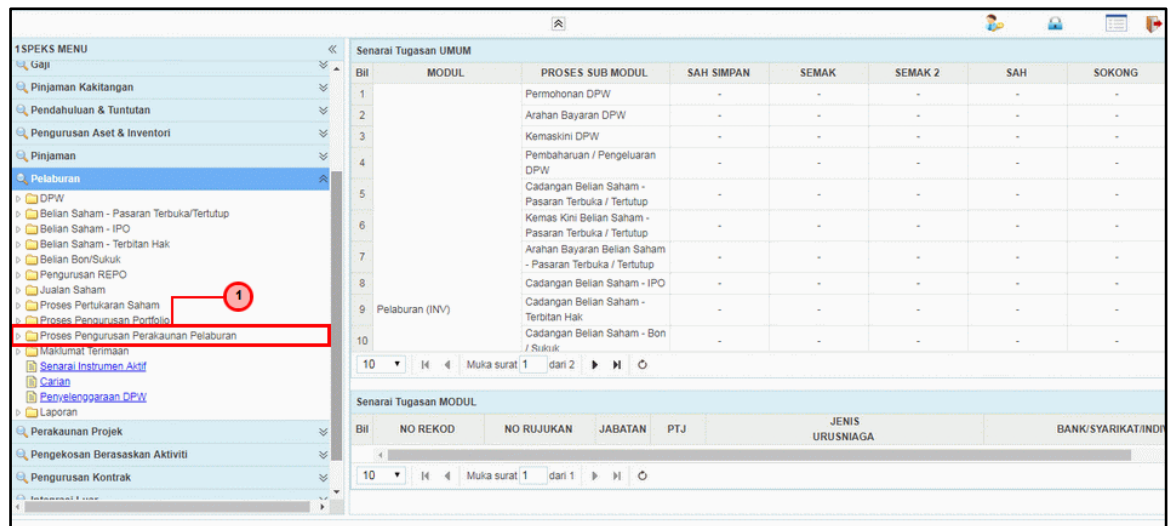 1SPEKS MENU
Gaji
Pinjaman Kakitangan
Pendahuluan & Tuntutan
Pengurusan Aset & Inventori
Pinjaman
Pelaburan
DPW
Belian Saham - Pasaran Terbuka/Tertutup
Belian Saham - IPO
Belian Saham - Terbitan Hak
Belian Bon/Sukuk
Pengurusan REPO
Jualan Saham
Proses Pertukaran Saham
1
Proses Pengurusan Portfolio
Proses Pengurusan Perakaunan Pelaburan
Maklumat Terimaan
Senarai Instrumen Aktif
Carian
Penyelenggaraan DPW
Laporan
Perakaunan Projek
Pengekosan Berasaskan Aktiviti
Pengurusan Kontrak
Integrasi Luar
Senarai Tugasan UMUM
Bil MODUL PROSES SUB MODUL SAH SIMPAN SEMAK SEMAK 2 SAH SOKONG
1 Permohonan DPW - - - - -
2 Arahan Bayaran DPW - - - - -
3 Kemaskini DPW - - - - -
4 Pembaharuan / Pengeluaran
DPW - - - - -
5 Cadangan Belian Saham -
Pasaran Terbuka / Tertutup - - - - -
6 Kemas Kini Belian Saham -
Pasaran Terbuka / Tertutup - - - - -
7 Arahan Bayaran Belian Saham
- Pasaran Terbuka / Tertutup - - - - -
8 Cadangan Belian Saham - IPO - - - - -
9 Pelaburan (INV) Cadangan Belian Saham -
Terbitan Hak - - - - -
10 Cadangan Belian Saham - Bon
/ Sukuk - - - - -
10 Muka surat 1 dari 2
Senarai Tugasan MODUL
Bil NO REKOD NO RUJUKAN JABATAN PTJ JENIS
URUSNIAGA BANK/SYARIKAT/INDIV
10 Muka surat 1 dari 1